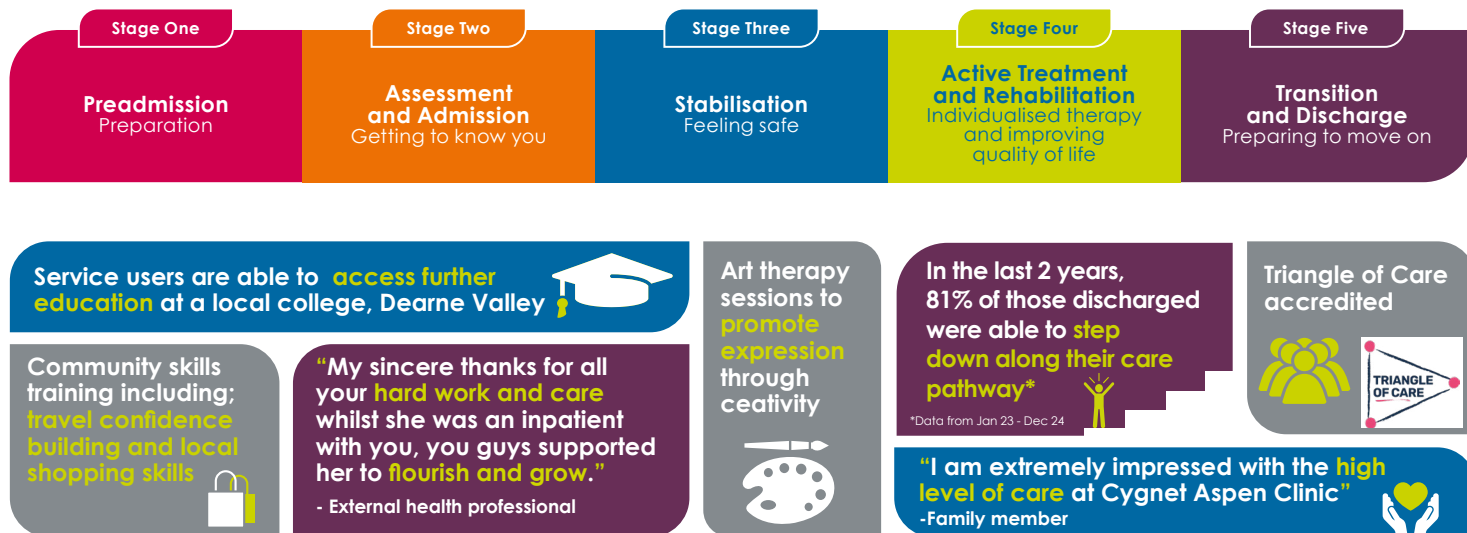 Stage One
Preadmission
Preparation
Stage Two
Assessment
and Admission
Getting to know you
Stage Three
Stabilisation
Feeling safe
Stage Four
Active Treatment
and Rehabilitation
Individualised therapy
and improving
quality of life
Stage Five
Transition
and Discharge
Preparing to move on
Service users are able to access further
education at a local college, Dearne Valley
Community skills
training including;
travel confidence
building and local
shopping skills
“My sincere thanks for all
your hard work and care
whilst she was an inpatient
with you, you guys supported
her to flourish and grow.”
- External health professional
Art therapy
sessions to
promote
expression
through
ceativity
In the last 2 years,
81% of those discharged
were able to step
down along their care
pathway*
*Data from Jan 23 - Dec 24
Triangle of Care
accredited
TRIANGLE
OF CARE
“I am extremely impressed with the high
level of care at Cygnet Aspen Clinic”
-Family member